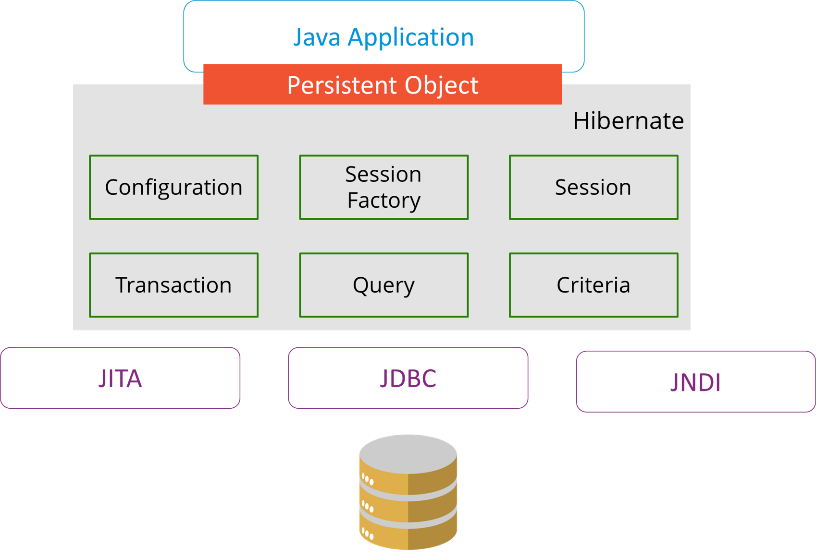 Java Application
Persistent Object
Hibernate
Configuration
Session
Factory
Session
Transaction
Query
Criteria
JITA
JDBC
JNDI